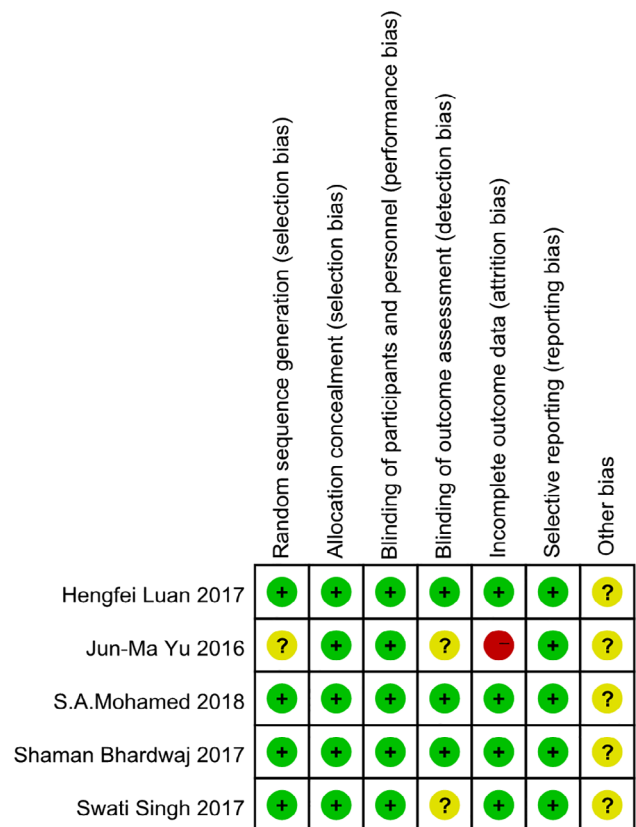 Random sequence generation (selection bias)
Allocation concealment (selection bias)
Blinding of participants and personnel (performance bias)
Blinding of outcome assessment (detection bias)
Incomplete outcome data (attrition bias)
Selective reporting (reporting bias)
Other bias
Hengfei Luan 2017 + + + + + + ?
Jun-Ma Yu 2016 ? + + ? - + ?
S.A.Mohamed 2018 + + + + + + ?
Shaman Bhardwaj 2017 + + + + + + ?
Swati Singh 2017 + + + ? + + ?